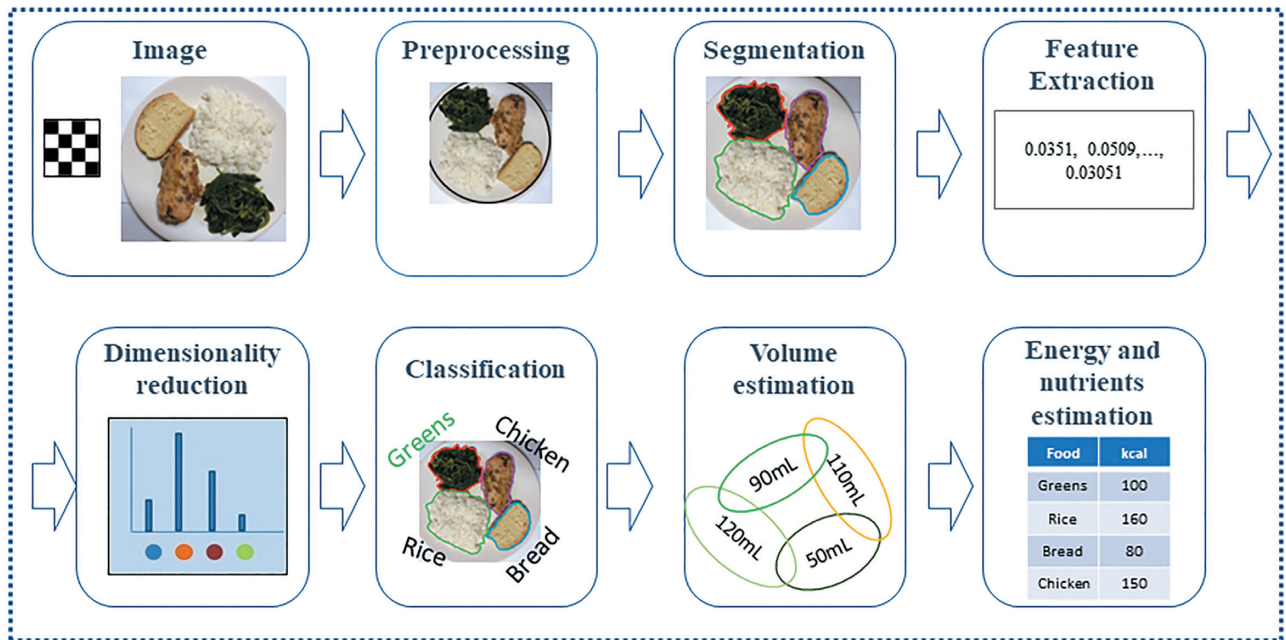 Image
Preprocessing
Segmentation
Feature
Extraction
0.0351, 0.0509,...,
0.03051
Dimensionality
reduction
Classification
Greens
Chicken
Rice
Bread
Volume
estimation
90mL
110mL
120mL
50mL
Energy and
nutrients
estimation
Food kcal
Greens 100
Rice 160
Bread 80
Chicken 150